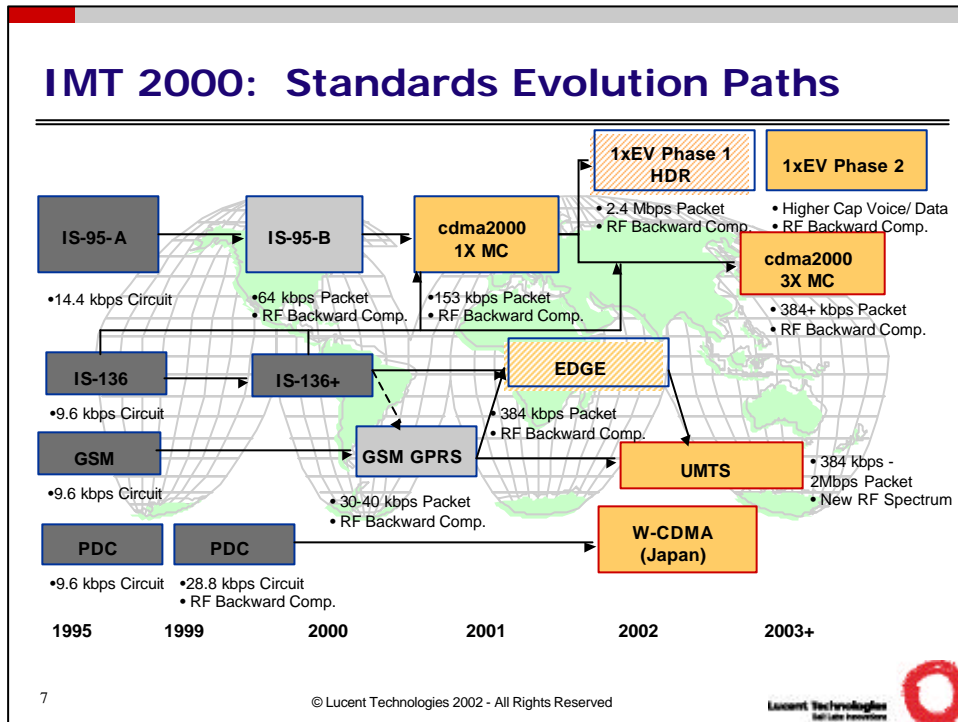 IMT 2000: Standards Evolution Paths
1xEV Phase 1
HDR
1xEV Phase 2
• 2.4 Mbps Packet
• RF Backward Comp.
• Higher Cap Voice/ Data
• RF Backward Comp.
IS-95-A
IS-95-B
cdma2000
1X MC
cdma2000
3X MC
•14.4 kbps Circuit
•64 kbps Packet
• RF Backward Comp.
•153 kbps Packet
• RF Backward Comp.
• 384+ kbps Packet
• RF Backward Comp.
IS-136
IS-136+
EDGE
•9.6 kbps Circuit
• 384 kbps Packet
• RF Backward Comp.
GSM
GSM GPRS
UMTS
• 384 kbps -
2Mbps Packet
• New RF Spectrum
•9.6 kbps Circuit
• 30-40 kbps Packet
• RF Backward Comp.
PDC
PDC
W-CDMA
(Japan)
•9.6 kbps Circuit
•28.8 kbps Circuit
• RF Backward Comp.
1995 1999 2000 2001 2002 2003+
7
© Lucent Technologies 2002 - All Rights Reserved
Lucent Technologies
Bell Labs Innovations